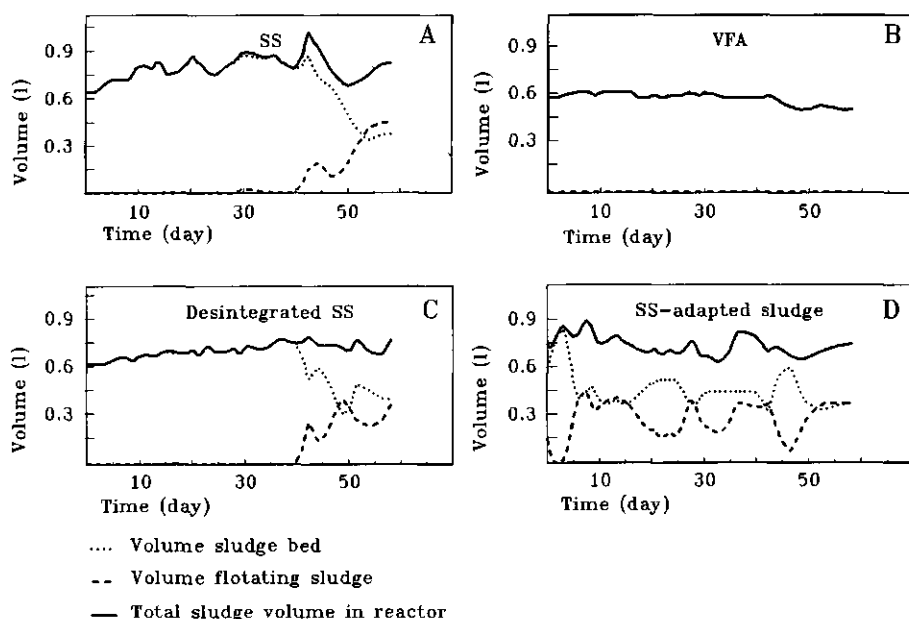 SS
A
0.9
0.6
0.3
Volume (l)
10
30
50
Time (day)
VFA
B
0.9
0.6
0.3
Volume (l)
10
30
50
Time (day)
Desintegrated SS
C
0.9
0.6
0.3
Volume (l)
10
30
50
Time (day)
SS-adapted sludge
D
0.9
0.6
0.3
Volume (l)
10
30
50
Time (day)
Volume sludge bed
Volume flotating sludge
Total sludge volume in reactor